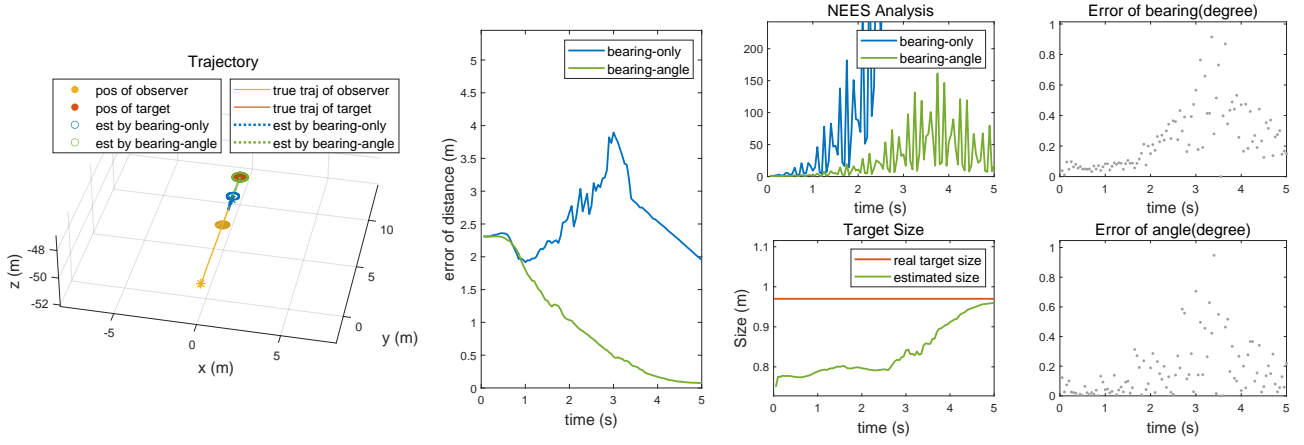 Trajectory
pos of observer
pos of target
est by bearing-only
est by bearing-angle
true traj of observer
true traj of target
est by bearing-only
est by bearing-angle
-48
-50
-52
z (m)
-5
0
5
x (m)
0
5
10
y (m)
bearing-only
bearing-angle
5
4.5
4
3.5
3
2.5
2
1.5
1
0.5
0
error of distance (m)
0
1
2
3
4
5
time (s)
NEES Analysis
bearing-only
bearing-angle
200
150
100
50
0
0
1
2
3
4
5
time (s)
Error of bearing(degree)
1
0.8
0.6
0.4
0.2
0
0
1
2
3
4
5
time (s)
Target Size
real target size
estimated size
1.1
1
0.9
0.8
0.7
Size (m)
0
1
2
3
4
5
time (s)
Error of angle(degree)
1
0.8
0.6
0.4
0.2
0
0
1
2
3
4
5
time (s)